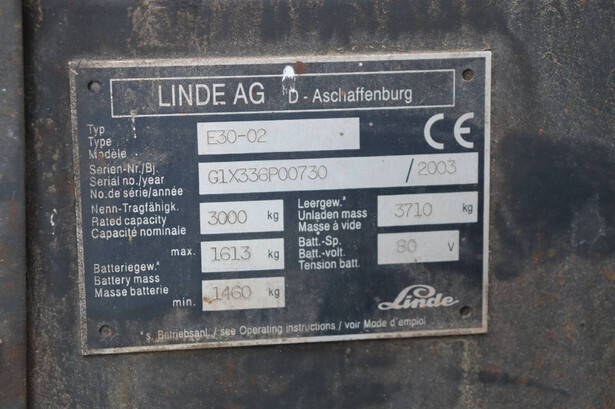 LINDE AG D - Aschaffenburg
Typ
Type E30-02
Modèle
CE
Serien-Nr./Bj.
Serial no./year G1X336P00730 / 2003
No. de série/année
Nenn-Tragfähigk.
Rated capacity 3000 kg
Capacité nominale
Leergew.*
Unladen mass 3710 kg
Masse à vide
max. 1613 kg
Batteriegew.*
Battery mass
Masse batterie
min. 1460 kg
Batt.-Sp.
Batt.-volt. 80 V
Tension batt.
Linde
*s. Betriebsanl. / see Operating instructions / voir Mode d'emploi